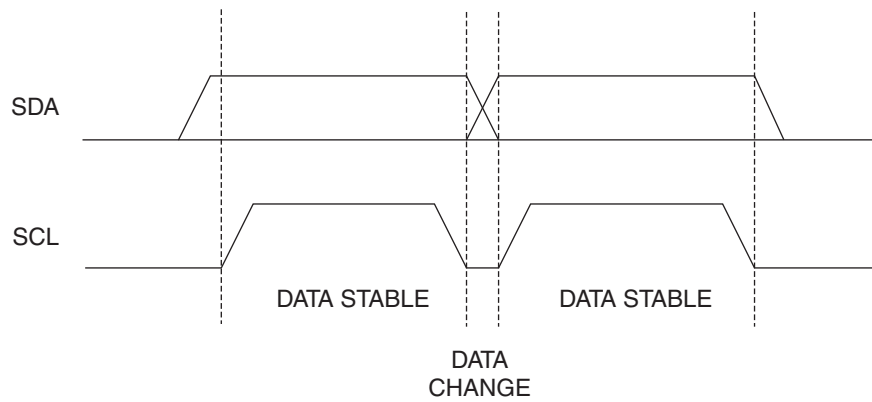 SDA
SCL
DATA STABLE
DATA STABLE
DATA
CHANGE